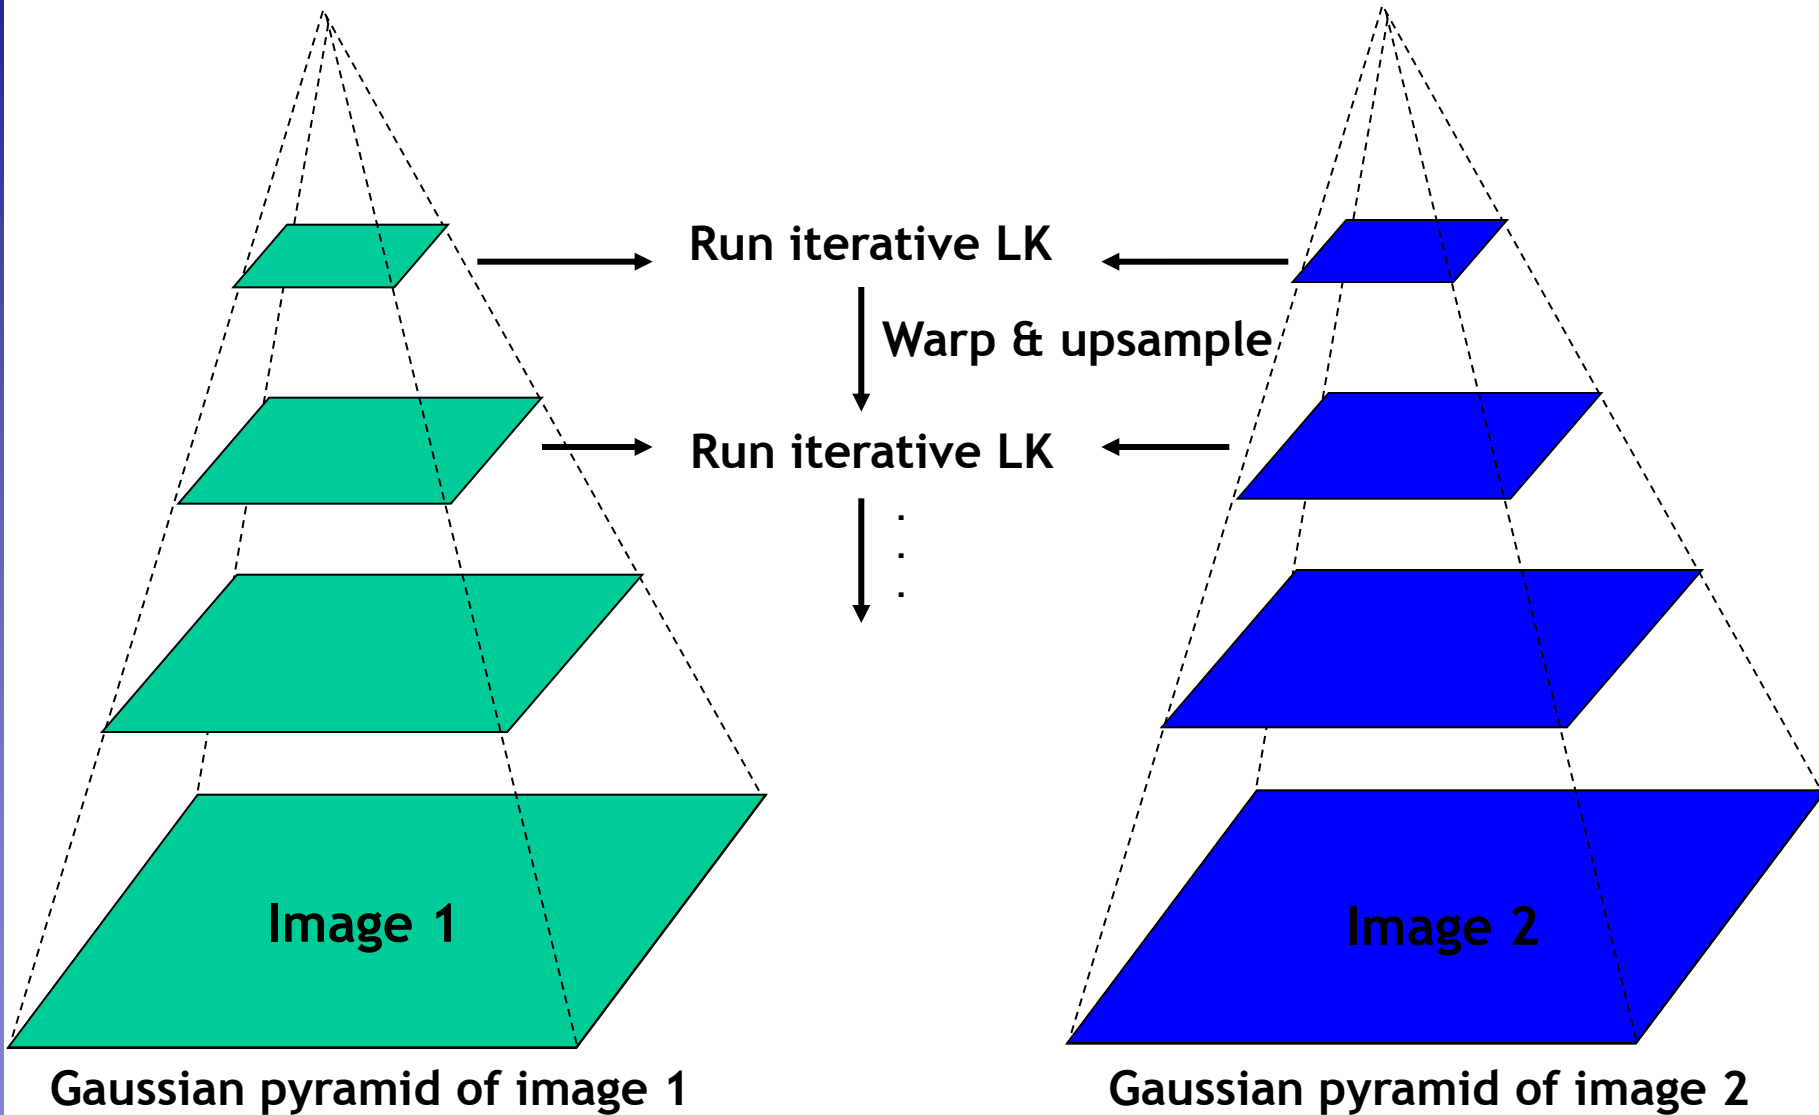 Run iterative LK
Warp & upsample
Run iterative LK
.
.
.
Image 1
Image 2
Gaussian pyramid of image 1
Gaussian pyramid of image 2